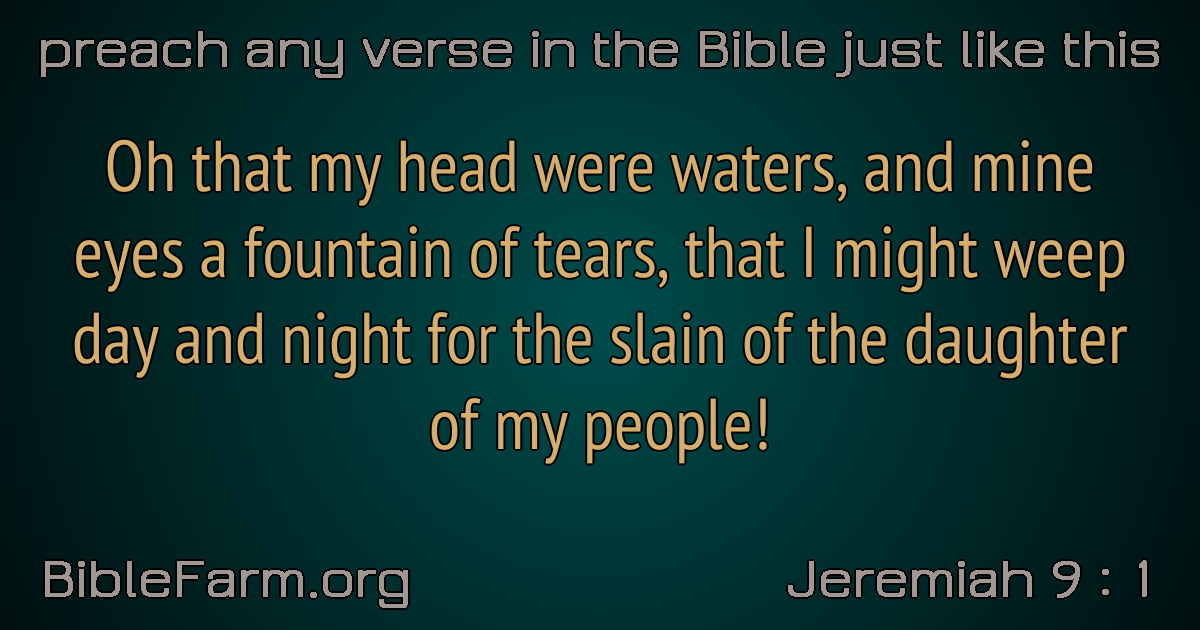 preach any verse in the Bible just like this
Oh that my head were waters, and mine
eyes a fountain of tears, that I might weep
day and night for the slain of the daughter
of my people!
BibleFarm.org
Jeremiah 9 : 1